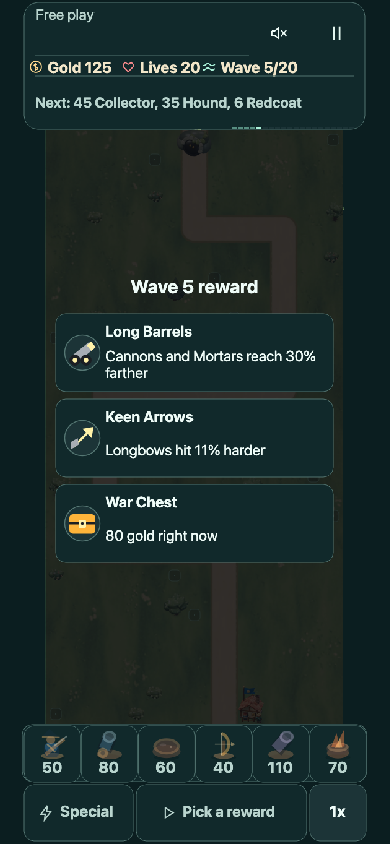 Free play
Gold 125 Lives 20 Wave 5/20
Next: 45 Collector, 35 Hound, 6 Redcoat
Wave 5 reward
Long Barrels
Cannons and Mortars reach 30%
farther
Keen Arrows
Longbows hit 11% harder
War Chest
80 gold right now
50 80 60 40 110 70
Special Pick a reward 1x